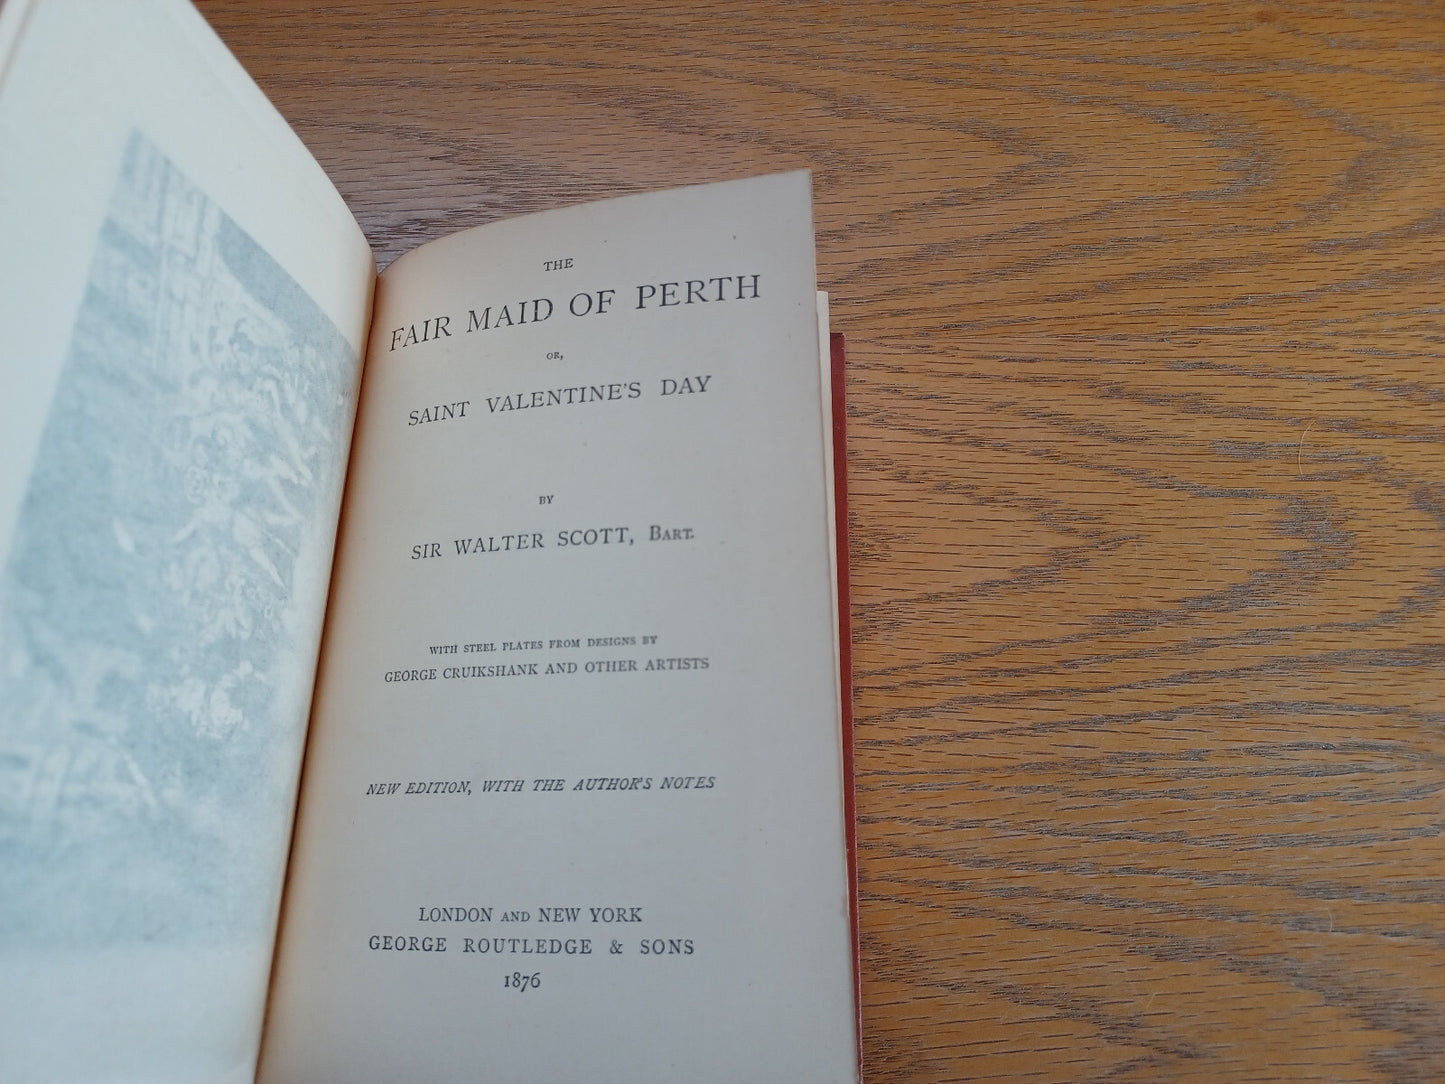 THE
FAIR MAID OF PERTH
OR,
SAINT VALENTINE'S DAY
BY
SIR WALTER SCOTT, BART.
WITH STEEL PLATES FROM DESIGNS BY
GEORGE CRUIKSHANK AND OTHER ARTISTS
NEW EDITION, WITH THE AUTHOR'S NOTES
LONDON AND NEW YORK
GEORGE ROUTLEDGE & SONS
1876